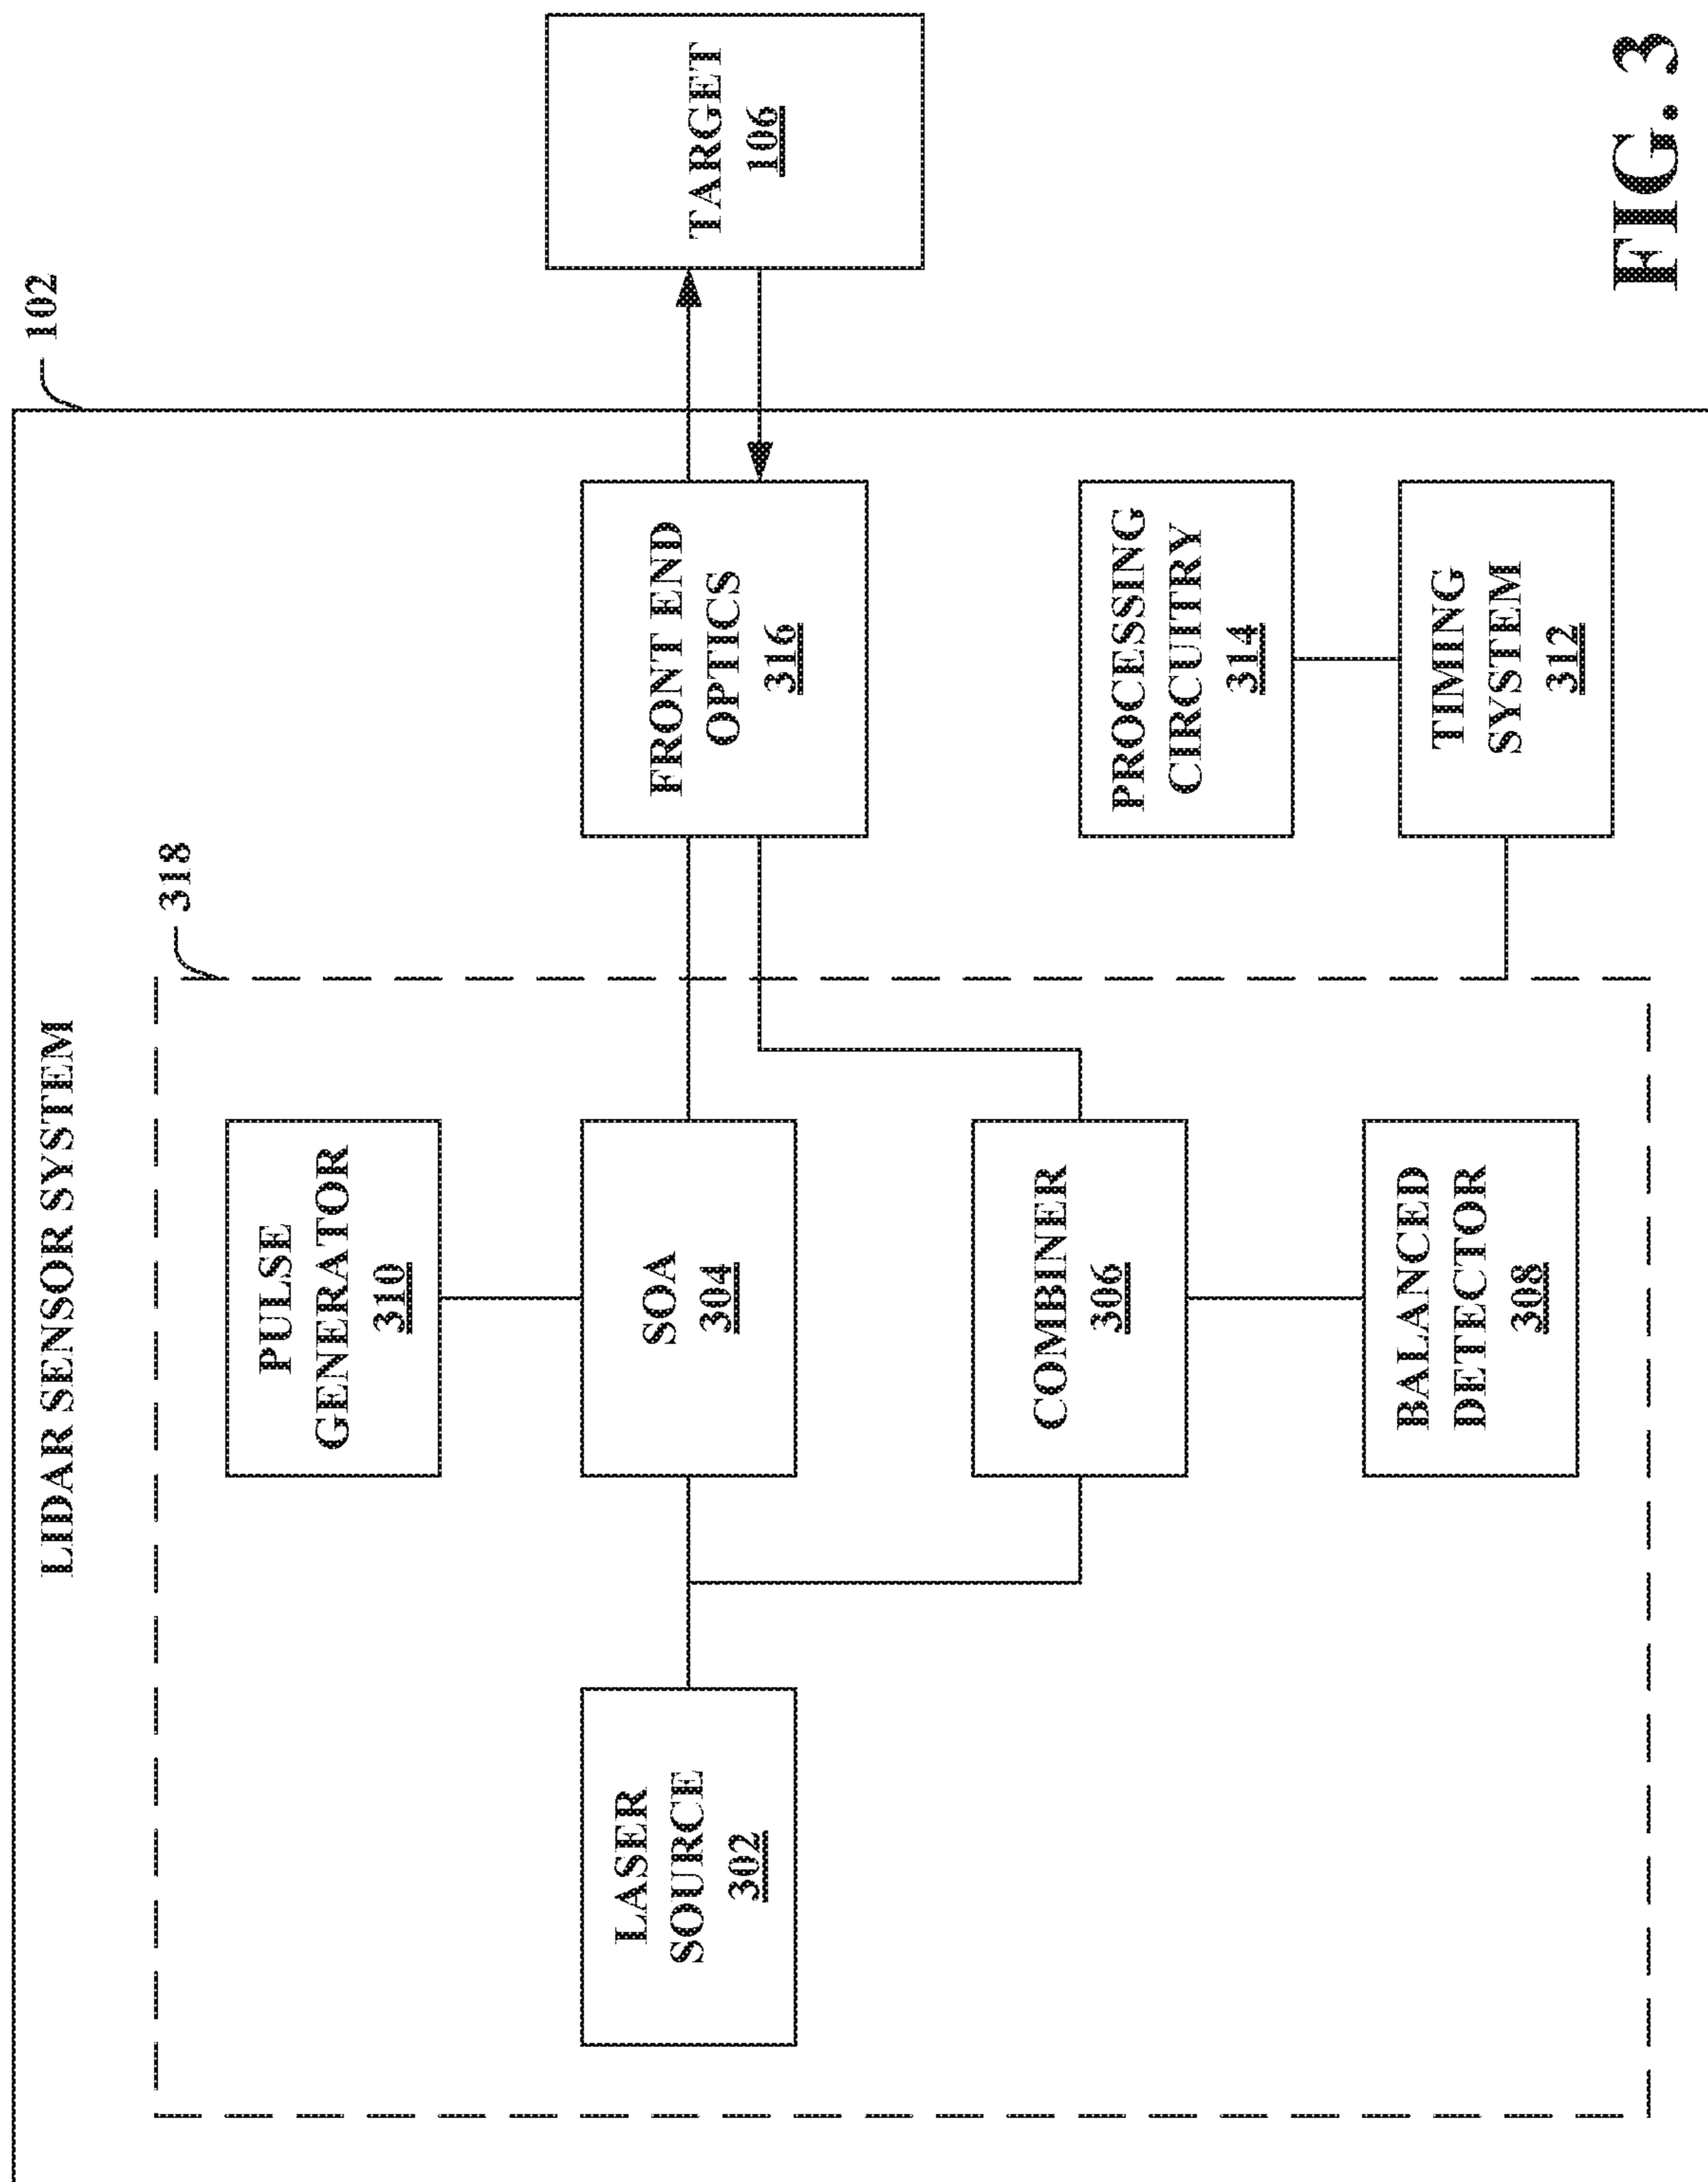 LIDAR SENSOR SYSTEM
102
318
PULSE
GENERATOR
310
LASER
SOURCE
302
SOA
304
FRONT END
OPTICS
316
TARGET
106
COMBINER
306
PROCESSING
CIRCUITRY
314
BALANCED
DETECTOR
308
TIMING
SYSTEM
312
FIG. 3